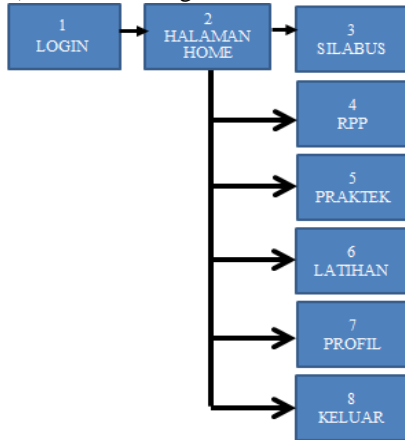 1
LOGIN
2
HALAMAN
HOME
3
SILABUS
4
RPP
5
PRAKTEK
6
LATIHAN
7
PROFIL
8
KELUAR